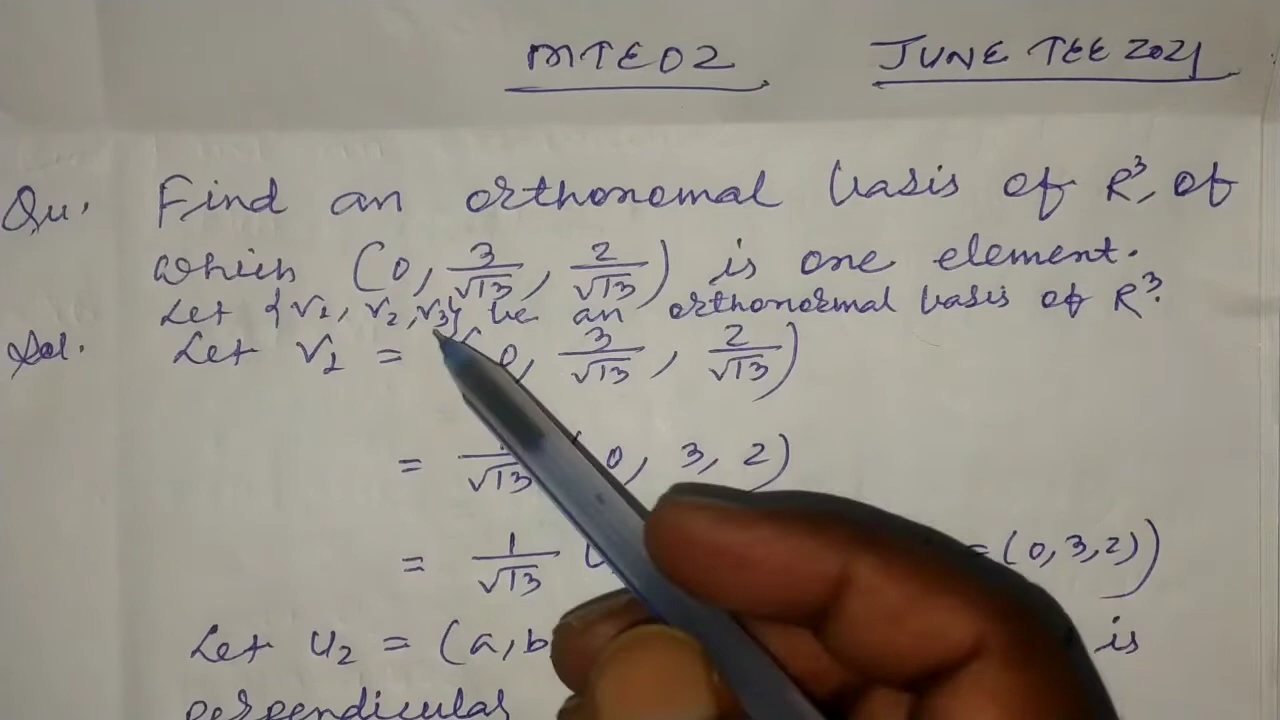 MTE02 JUNE TEE 2021
Qu. Find an orthonomal basis of R³, of
which (0, 3/√13, 2/√13) is one element.
Let {v₁, v₂, v₃} be an orthonormal basis of R³.
Sol. Let v₁ = (0, 3/√13, 2/√13)
= 1/√13 (0, 3, 2)
= 1/√13 = (0,3,2))
Let u₂ = (a, b is
perpendicular